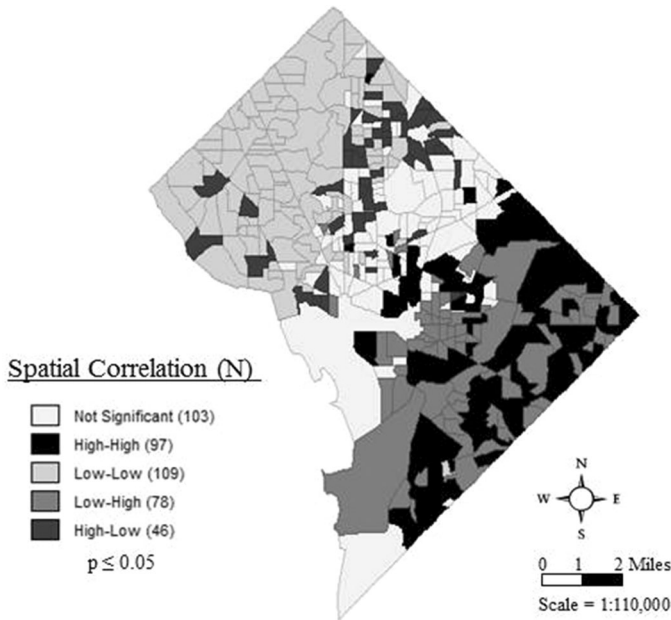 Spatial Correlation (N)
Not Significant (103)
High-High (97)
Low-Low (109)
Low-High (78)
High-Low (46)
p ≤ 0.05
N
W E
S
0 1 2 Miles
Scale = 1:110,000